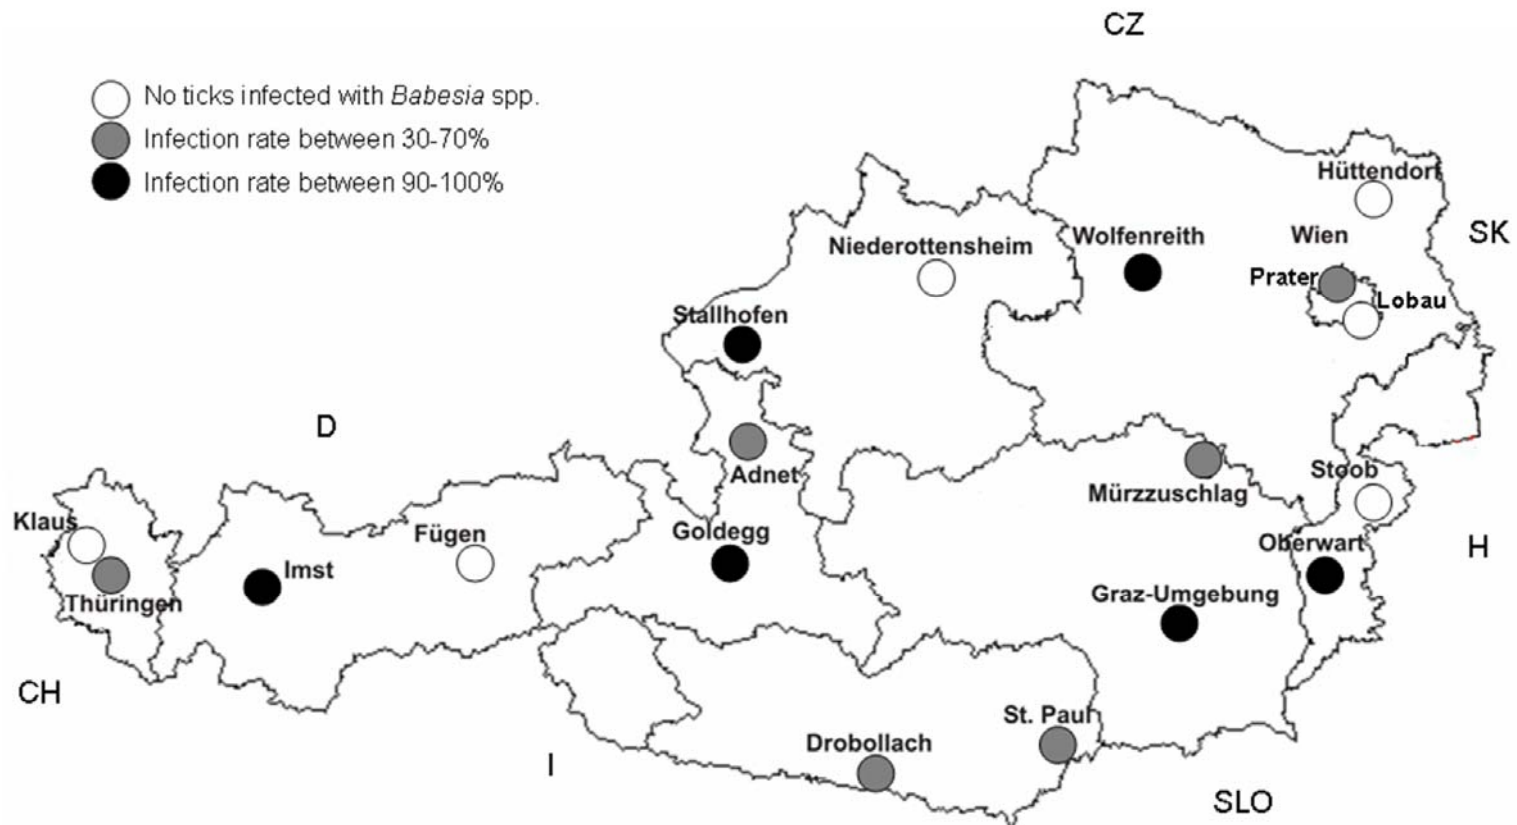 CZ
No ticks infected with Babesia spp.
Infection rate between 30-70%
Infection rate between 90-100%
Hüttendorf
SK
Wien
Wolfenreith
Niederottensheim
Prater
Lobau
Stallhofen
D
Adnet
Stoob
Mürzzuschlag
Klaus
Fügen
Goldegg
Oberwart
H
Imst
Thüringen
Graz-Umgebung
CH
St. Paul
Drobollach
I
SLO